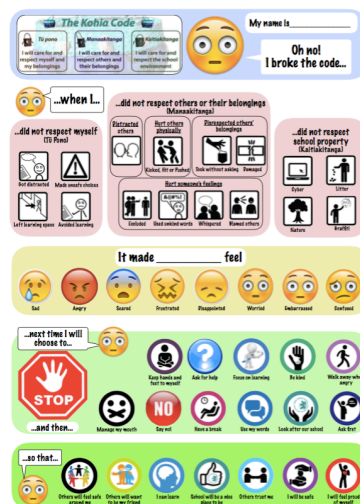 The Kohia Code
Tū pono
I will care for and
respect myself and
my belongings
Manaakitanga
I will care for and
respect others and
their belongings
Kaitiakitanga
I will care for and
respect the school
environment
My name is
Oh no!
I broke the code...
...when I...
...did not respect myself
(Tū Pono)
Got distracted
Made unsafe choices
Left learning space
Avoided learning
...did not respect others or their belongings
(Manaakitanga)
Distracted
others
Hurt others
physically
Kicked, Hit or Pushed
Disrespected others'
belongings
Took without asking
Damaged
Hurt someone's feelings
Excluded
Used unkind words
Whispered
Blamed others
...did not respect
school property
(Kaitiakitanga)
Cyber
Litter
Nature
Graffiti
It made feel
Sad
Angry
Scared
Frustrated
Disappointed
Worried
Embarrassed
Confused
...next time I will
choose to...
STOP
...and then...
Keep hands and
feet to myself
Ask for help
Focus on learning
Be kind
Walk away when
angry
Manage my mouth
NO
Say no!
Have a break
Use my words
Look after our school
Ask first
...so that...
Others will feel safe
around me
Others will want
to be my friend
I can learn
School will be a nice
place to be
Others trust me
I will be safe
I will feel proud
of myself